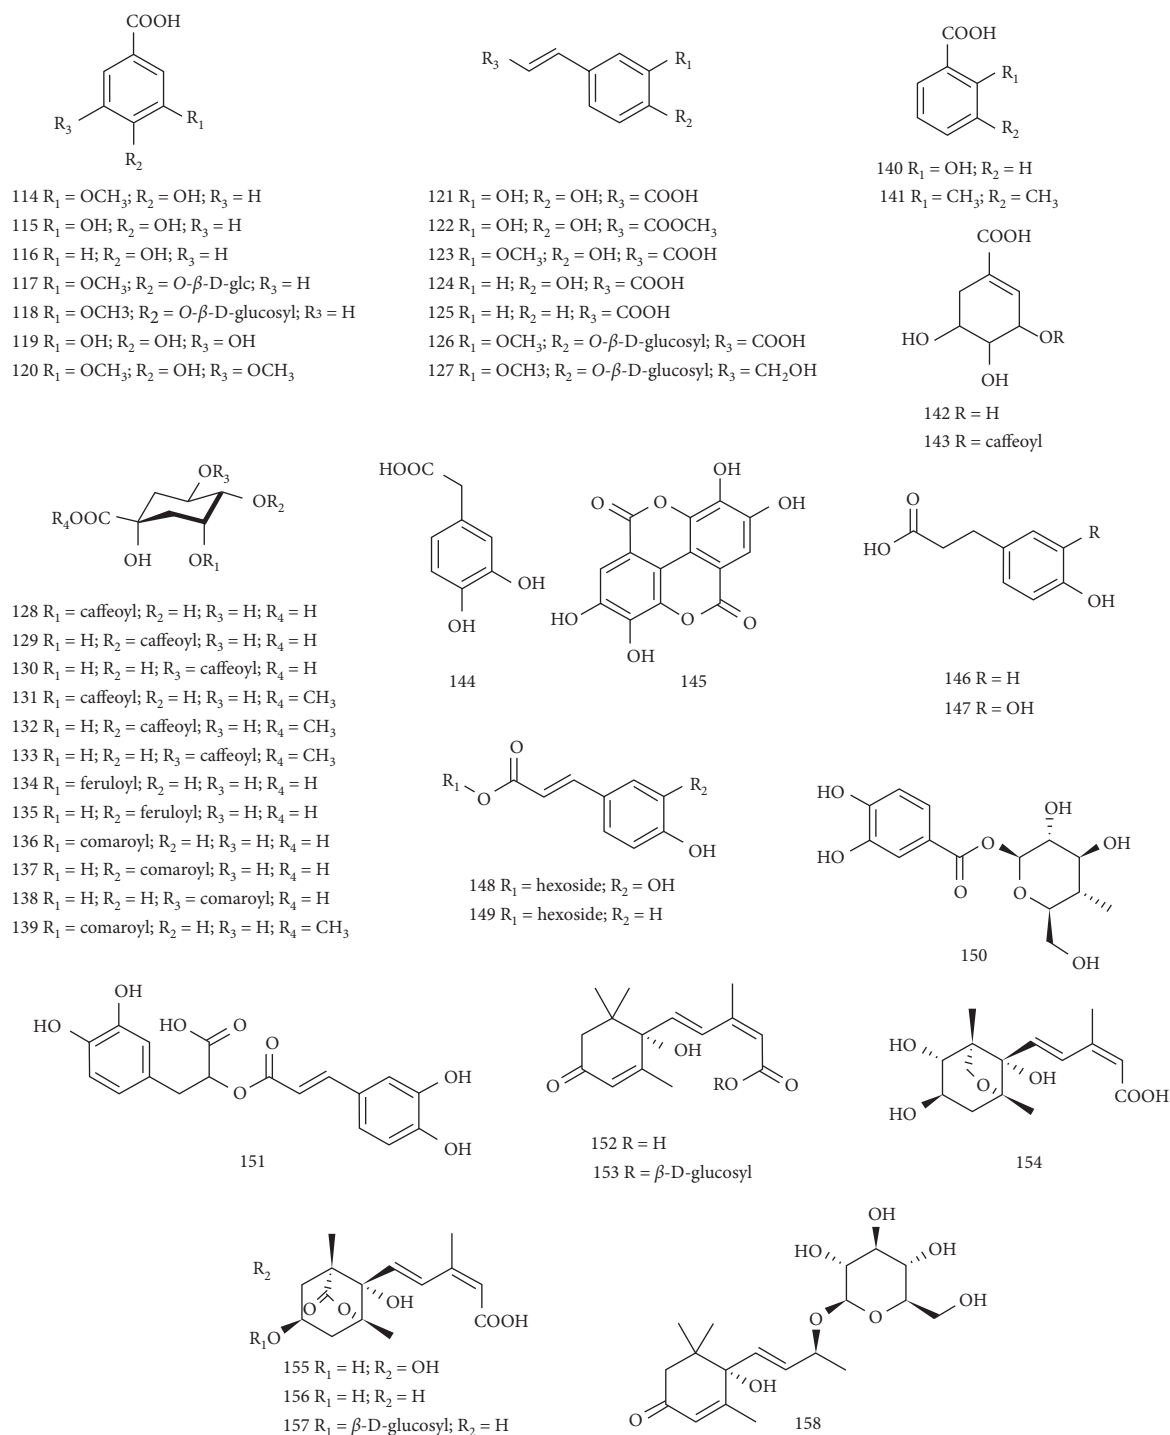 COOH
R3
R1
R2
114 R1 = OCH3; R2 = OH; R3 = H
115 R1 = OH; R2 = OH; R3 = H
116 R1 = H; R2 = OH; R3 = H
117 R1 = OCH3; R2 = O-β-D-glc; R3 = H
118 R1 = OCH3; R2 = O-β-D-glucosyl; R3 = H
119 R1 = OH; R2 = OH; R3 = OH
120 R1 = OCH3; R2 = OH; R3 = OCH3
R3
R1
R2
121 R1 = OH; R2 = OH; R3 = COOH
122 R1 = OH; R2 = OH; R3 = COOCH3
123 R1 = OCH3; R2 = OH; R3 = COOH
124 R1 = H; R2 = OH; R3 = COOH
125 R1 = H; R2 = H; R3 = COOH
126 R1 = OCH3; R2 = O-β-D-glucosyl; R3 = COOH
127 R1 = OCH3; R2 = O-β-D-glucosyl; R3 = CH2OH
COOH
R1
R2
140 R1 = OH; R2 = H
141 R1 = CH3; R2 = CH3
COOH
HO
OR
OH
142 R = H
143 R = caffeoyl
OR3
OR2
R4OOC
OH
OR1
128 R1 = caffeoyl; R2 = H; R3 = H; R4 = H
129 R1 = H; R2 = caffeoyl; R3 = H; R4 = H
130 R1 = H; R2 = H; R3 = caffeoyl; R4 = H
131 R1 = caffeoyl; R2 = H; R3 = H; R4 = CH3
132 R1 = H; R2 = caffeoyl; R3 = H; R4 = CH3
133 R1 = H; R2 = H; R3 = caffeoyl; R4 = CH3
134 R1 = feruloyl; R2 = H; R3 = H; R4 = H
135 R1 = H; R2 = feruloyl; R3 = H; R4 = H
136 R1 = comaroyl; R2 = H; R3 = H; R4 = H
137 R1 = H; R2 = comaroyl; R3 = H; R4 = H
138 R1 = H; R2 = H; R3 = comaroyl; R4 = H
139 R1 = comaroyl; R2 = H; R3 = H; R4 = CH3
HOOC
OH
OH
144
OH
OH
O
O
O
O
HO
OH
145
O
HO
R
OH
146 R = H
147 R = OH
O
R1
O
R2
OH
148 R1 = hexoside; R2 = OH
149 R1 = hexoside; R2 = H
HO
HO
O
O
OH
OH
O
OH
150
OH
HO
HO
O
O
O
OH
OH
151
OH
O
RO
O
152 R = H
153 R = β-D-glucosyl
HO
HO
O
OH
COOH
154
R2
O
O
OH
R1O
COOH
155 R1 = H; R2 = OH
156 R1 = H; R2 = H
157 R1 = β-D-glucosyl; R2 = H
OH
HO
OH
O
O
OH
OH
O
158